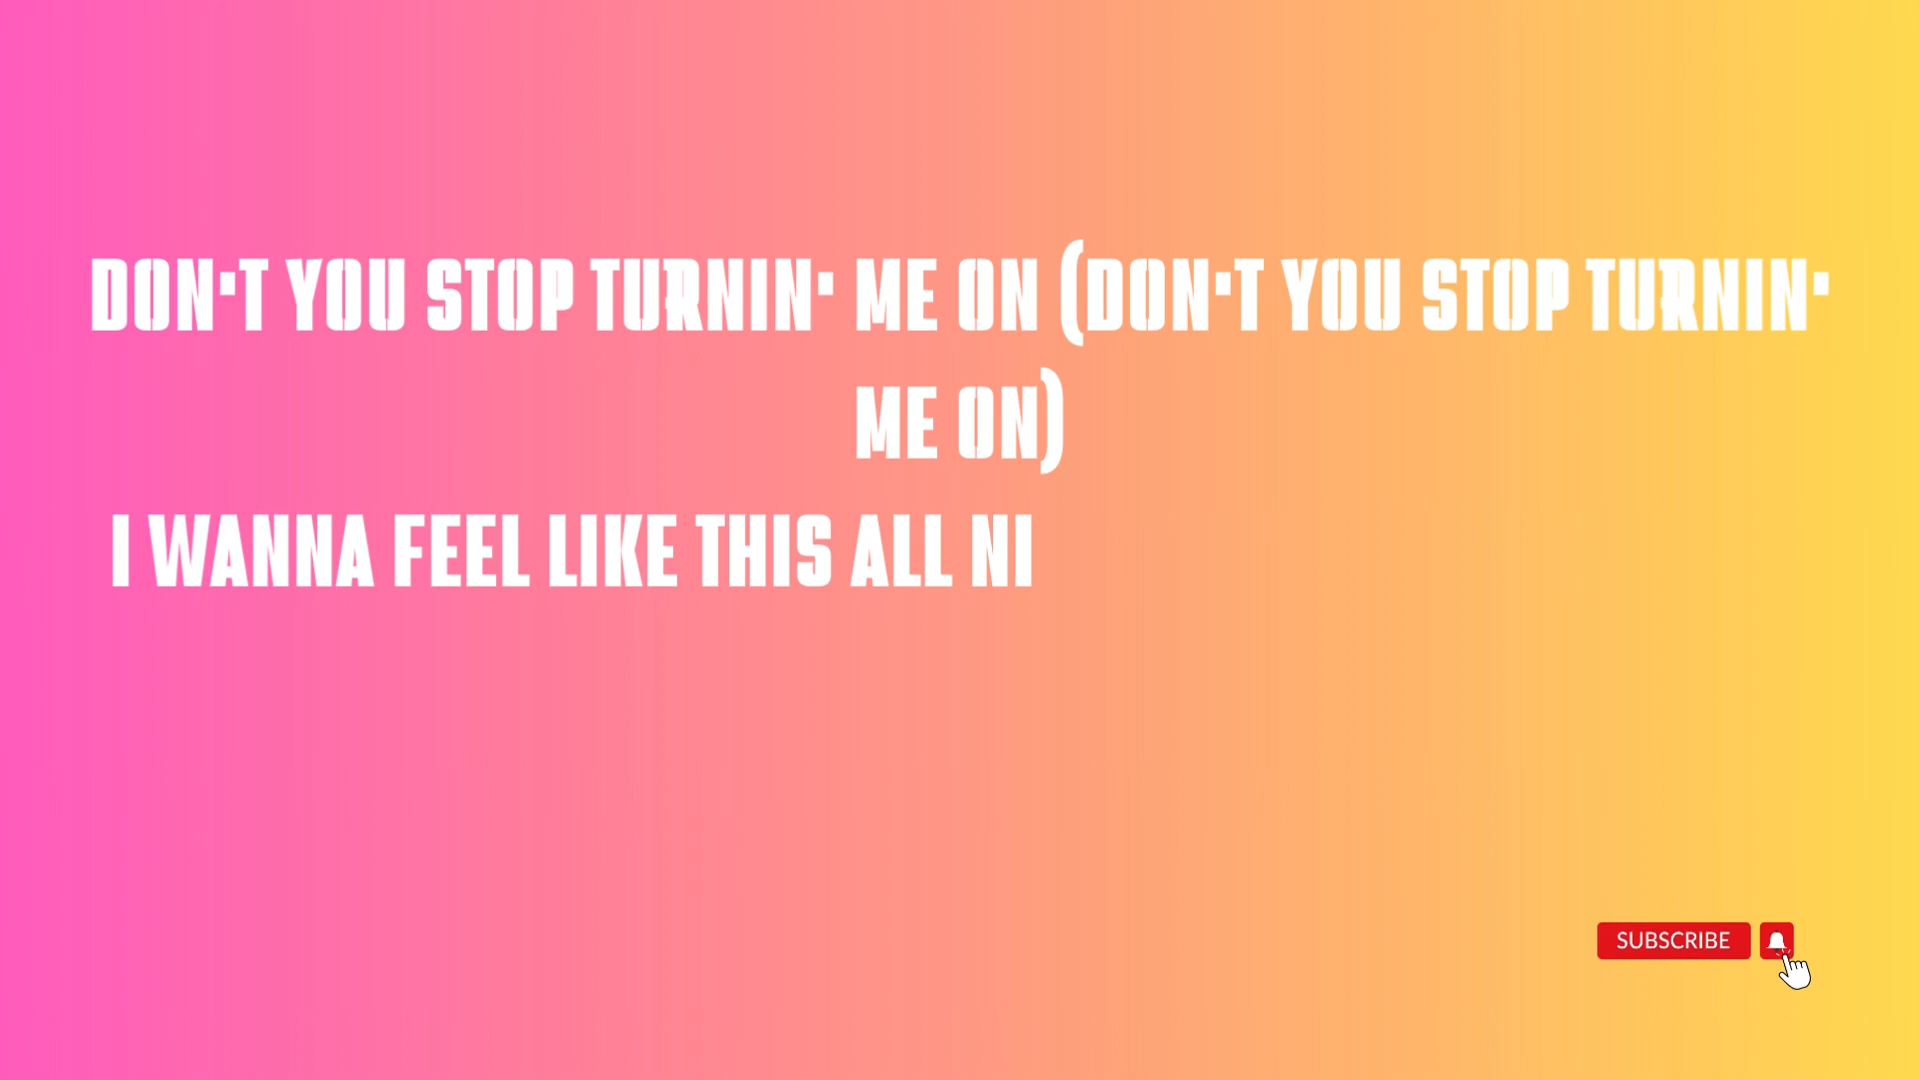 DON'T YOU STOP TURNIN' ME ON (DON'T YOU STOP TURNIN'
ME ON)
I WANNA FEEL LIKE THIS ALL NI
SUBSCRIBE